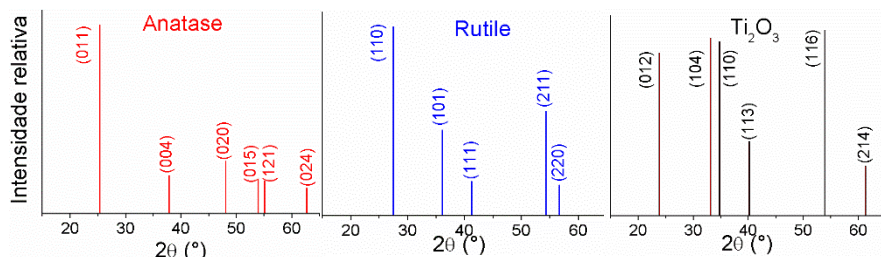 Intensidade relativa
Anatase
(011)
(004)
(020)
(015)
(121)
(024)
20 30 40 50 60
2θ (°)
Rutile
(110)
(101)
(111)
(211)
(220)
20 30 40 50 60
2θ (°)
Ti₂O₃
(012)
(104)
(110)
(113)
(116)
(214)
20 30 40 50 60
2θ (°)